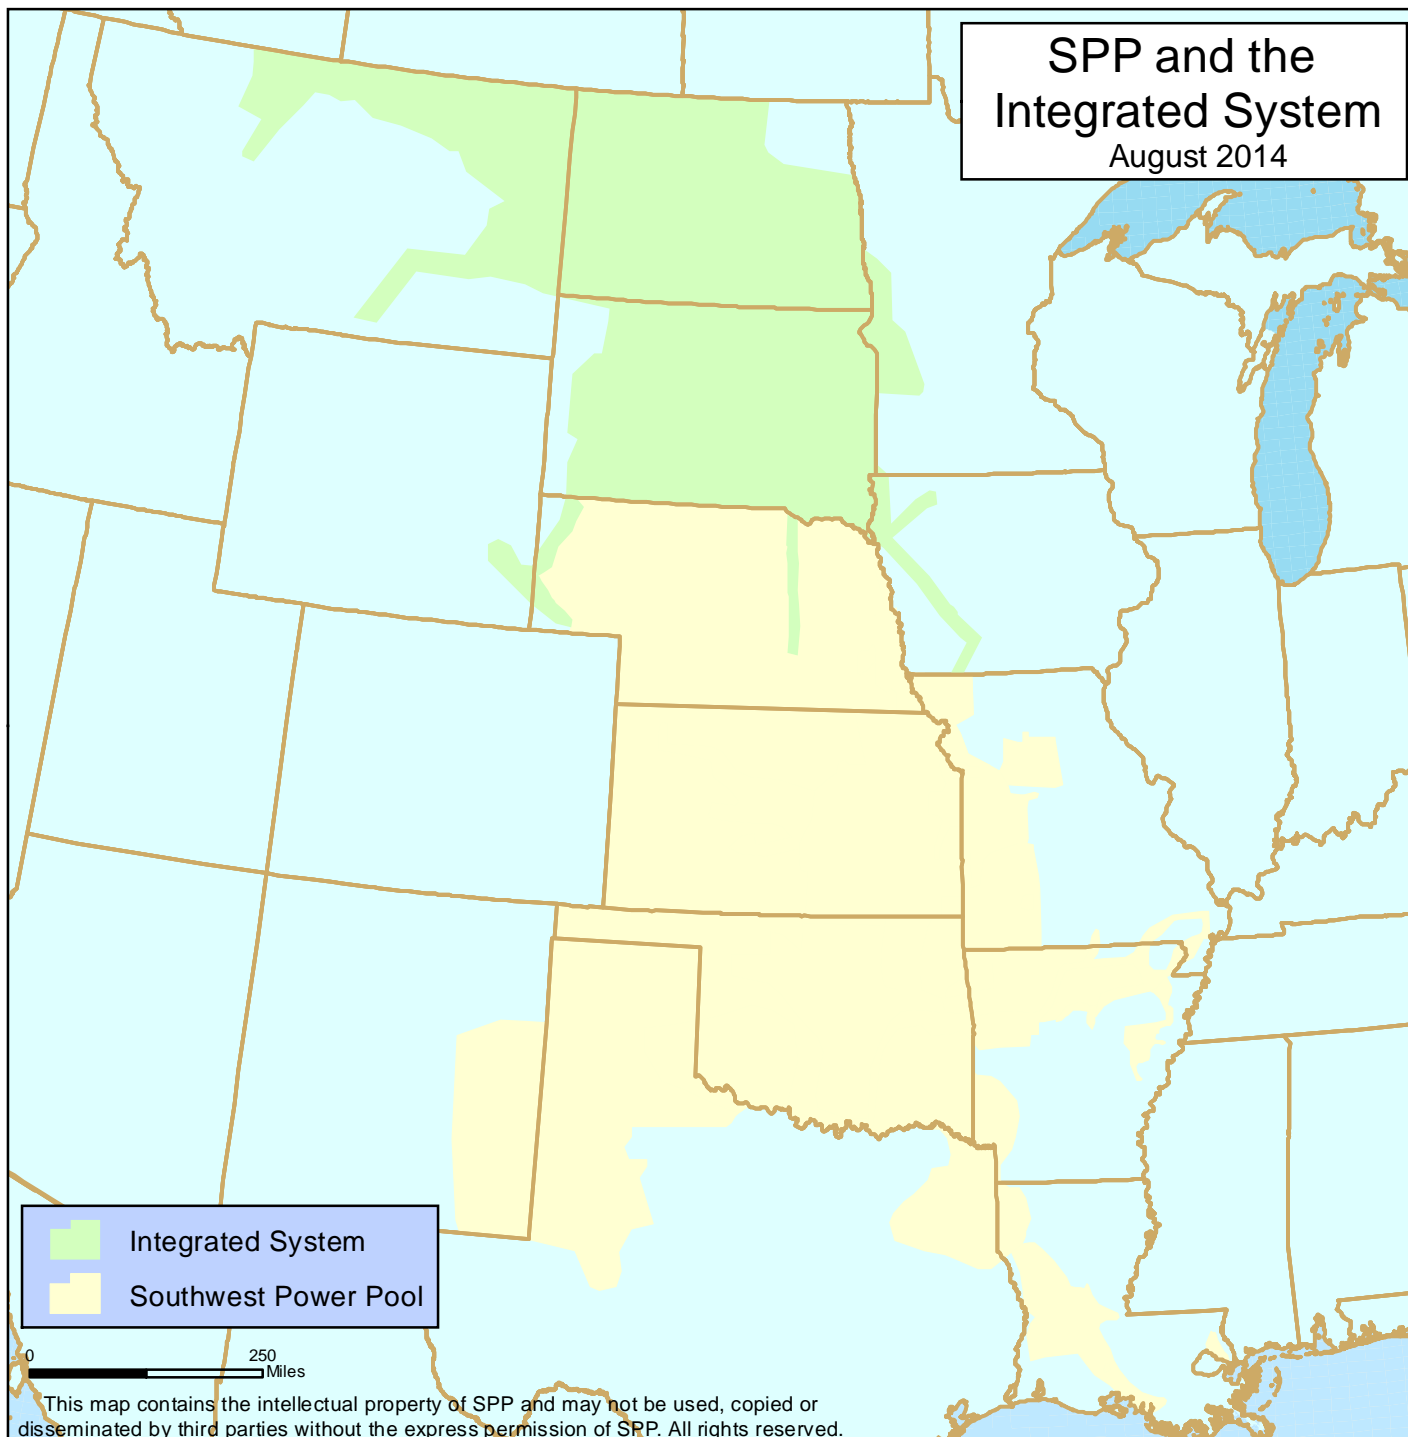 SPP and the
Integrated System
August 2014
Integrated System
Southwest Power Pool
0 250
Miles
This map contains the intellectual property of SPP and may not be used, copied or
disseminated by third parties without the express permission of SPP. All rights reserved.